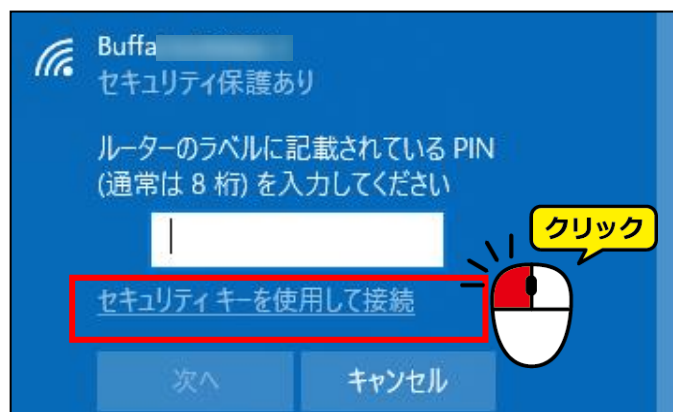 Buffa
セキュリティ保護あり
ルーターのラベルに記載されている PIN
(通常は 8 桁) を入力してください
クリック
セキュリティ キーを使用して接続
次へ
キャンセル